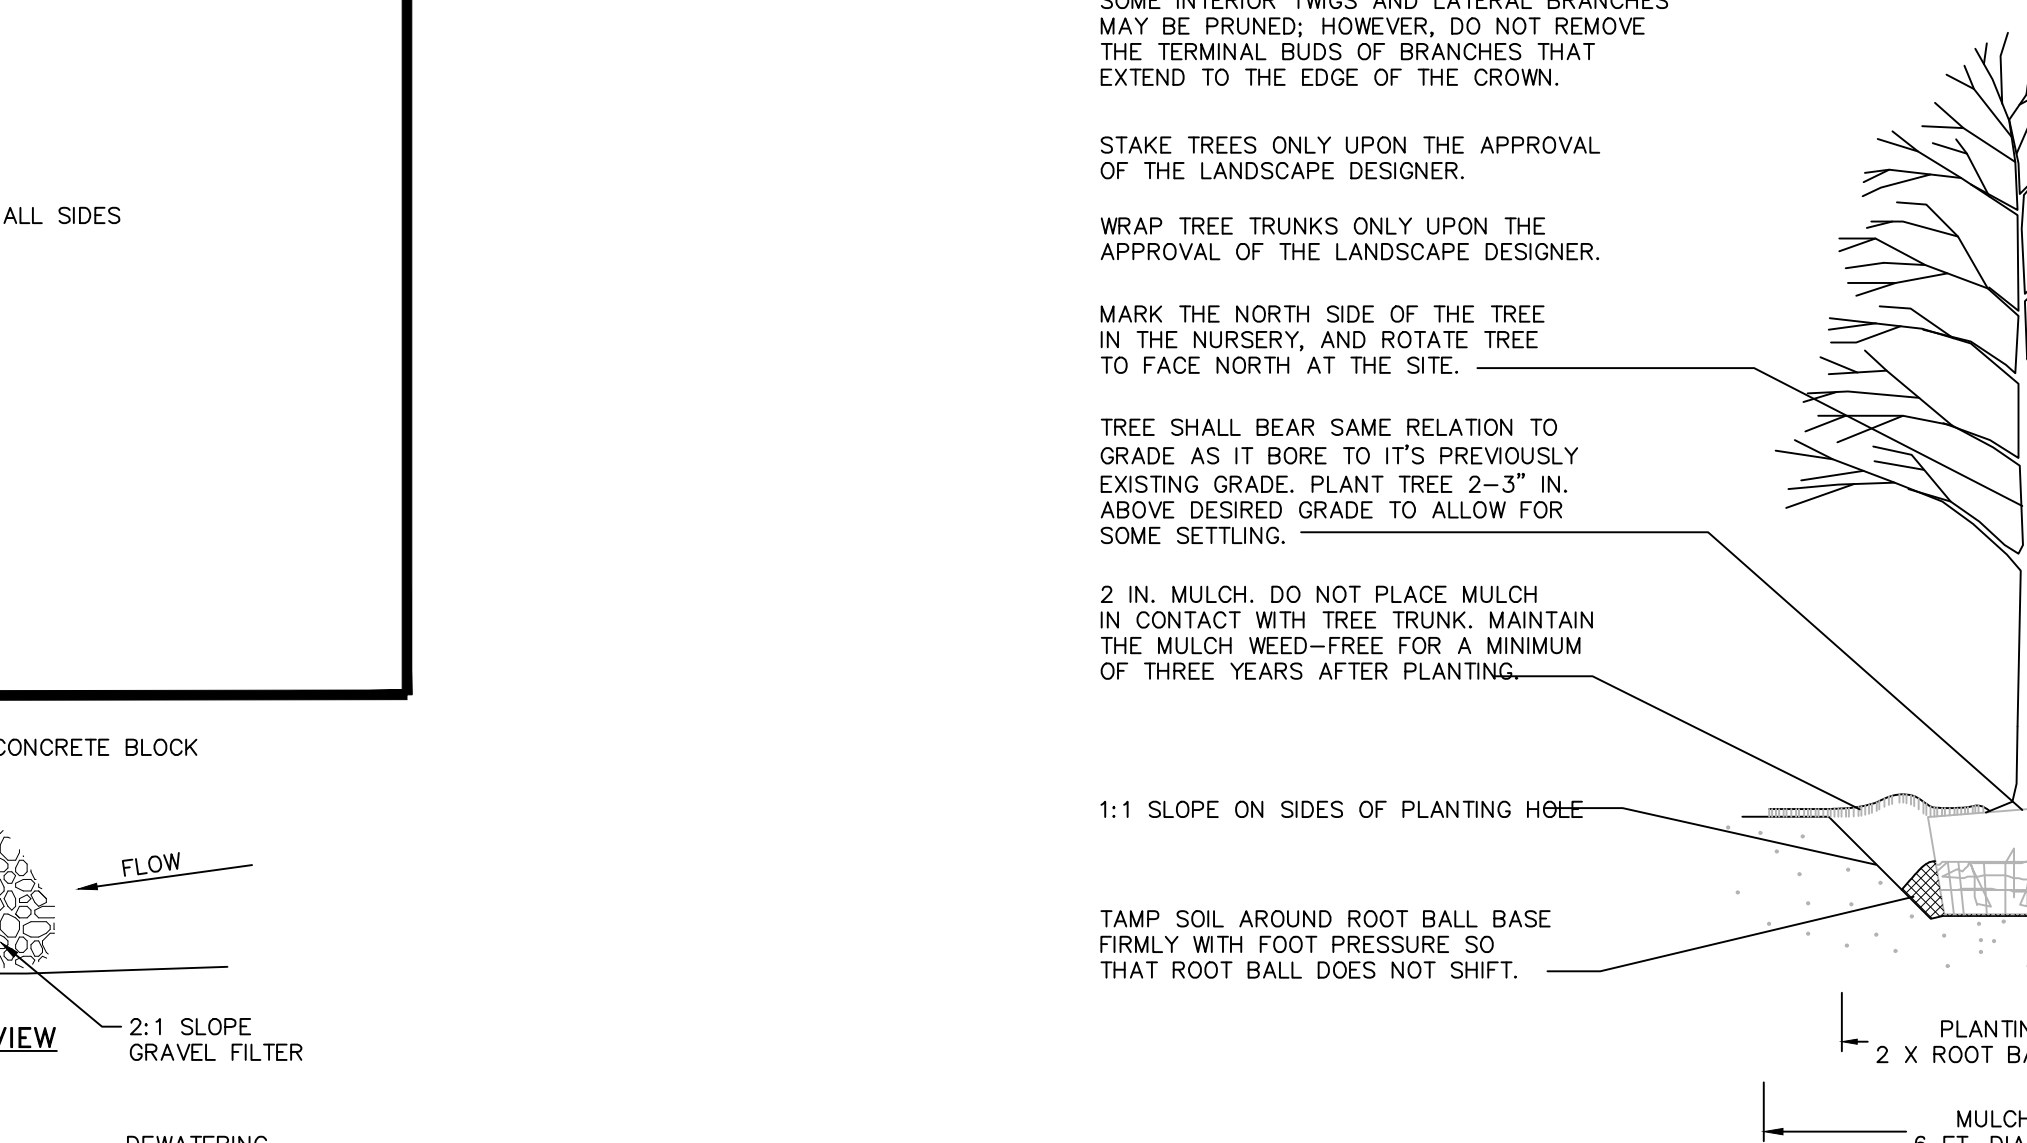 ALL SIDES
CONCRETE BLOCK
FLOW
2:1 SLOPE
GRAVEL FILTER
VIEW
DEWATERING
SOME INTERIOR TWIGS AND LATERAL BRANCHES
MAY BE PRUNED; HOWEVER, DO NOT REMOVE
THE TERMINAL BUDS OF BRANCHES THAT
EXTEND TO THE EDGE OF THE CROWN.
STAKE TREES ONLY UPON THE APPROVAL
OF THE LANDSCAPE DESIGNER.
WRAP TREE TRUNKS ONLY UPON THE
APPROVAL OF THE LANDSCAPE DESIGNER.
MARK THE NORTH SIDE OF THE TREE
IN THE NURSERY, AND ROTATE TREE
TO FACE NORTH AT THE SITE.
TREE SHALL BEAR SAME RELATION TO
GRADE AS IT BORE TO IT'S PREVIOUSLY
EXISTING GRADE. PLANT TREE 2–3” IN.
ABOVE DESIRED GRADE TO ALLOW FOR
SOME SETTLING.
2 IN. MULCH. DO NOT PLACE MULCH
IN CONTACT WITH TREE TRUNK. MAINTAIN
THE MULCH WEED–FREE FOR A MINIMUM
OF THREE YEARS AFTER PLANTING.
1:1 SLOPE ON SIDES OF PLANTING HOLE
TAMP SOIL AROUND ROOT BALL BASE
FIRMLY WITH FOOT PRESSURE SO
THAT ROOT BALL DOES NOT SHIFT.
2 X ROOT
MULCH
6 FT.